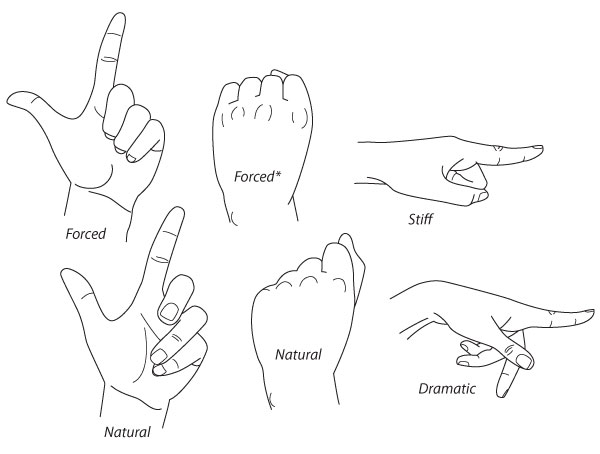 Forced
Forced*
Stiff
Natural
Natural
Dramatic